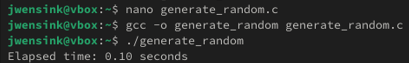 jwensink@vbox:~$ nano generate_random.c
jwensink@vbox:~$ gcc -o generate_random generate_random.c
jwensink@vbox:~$ ./generate_random
Elapsed time: 0.10 seconds